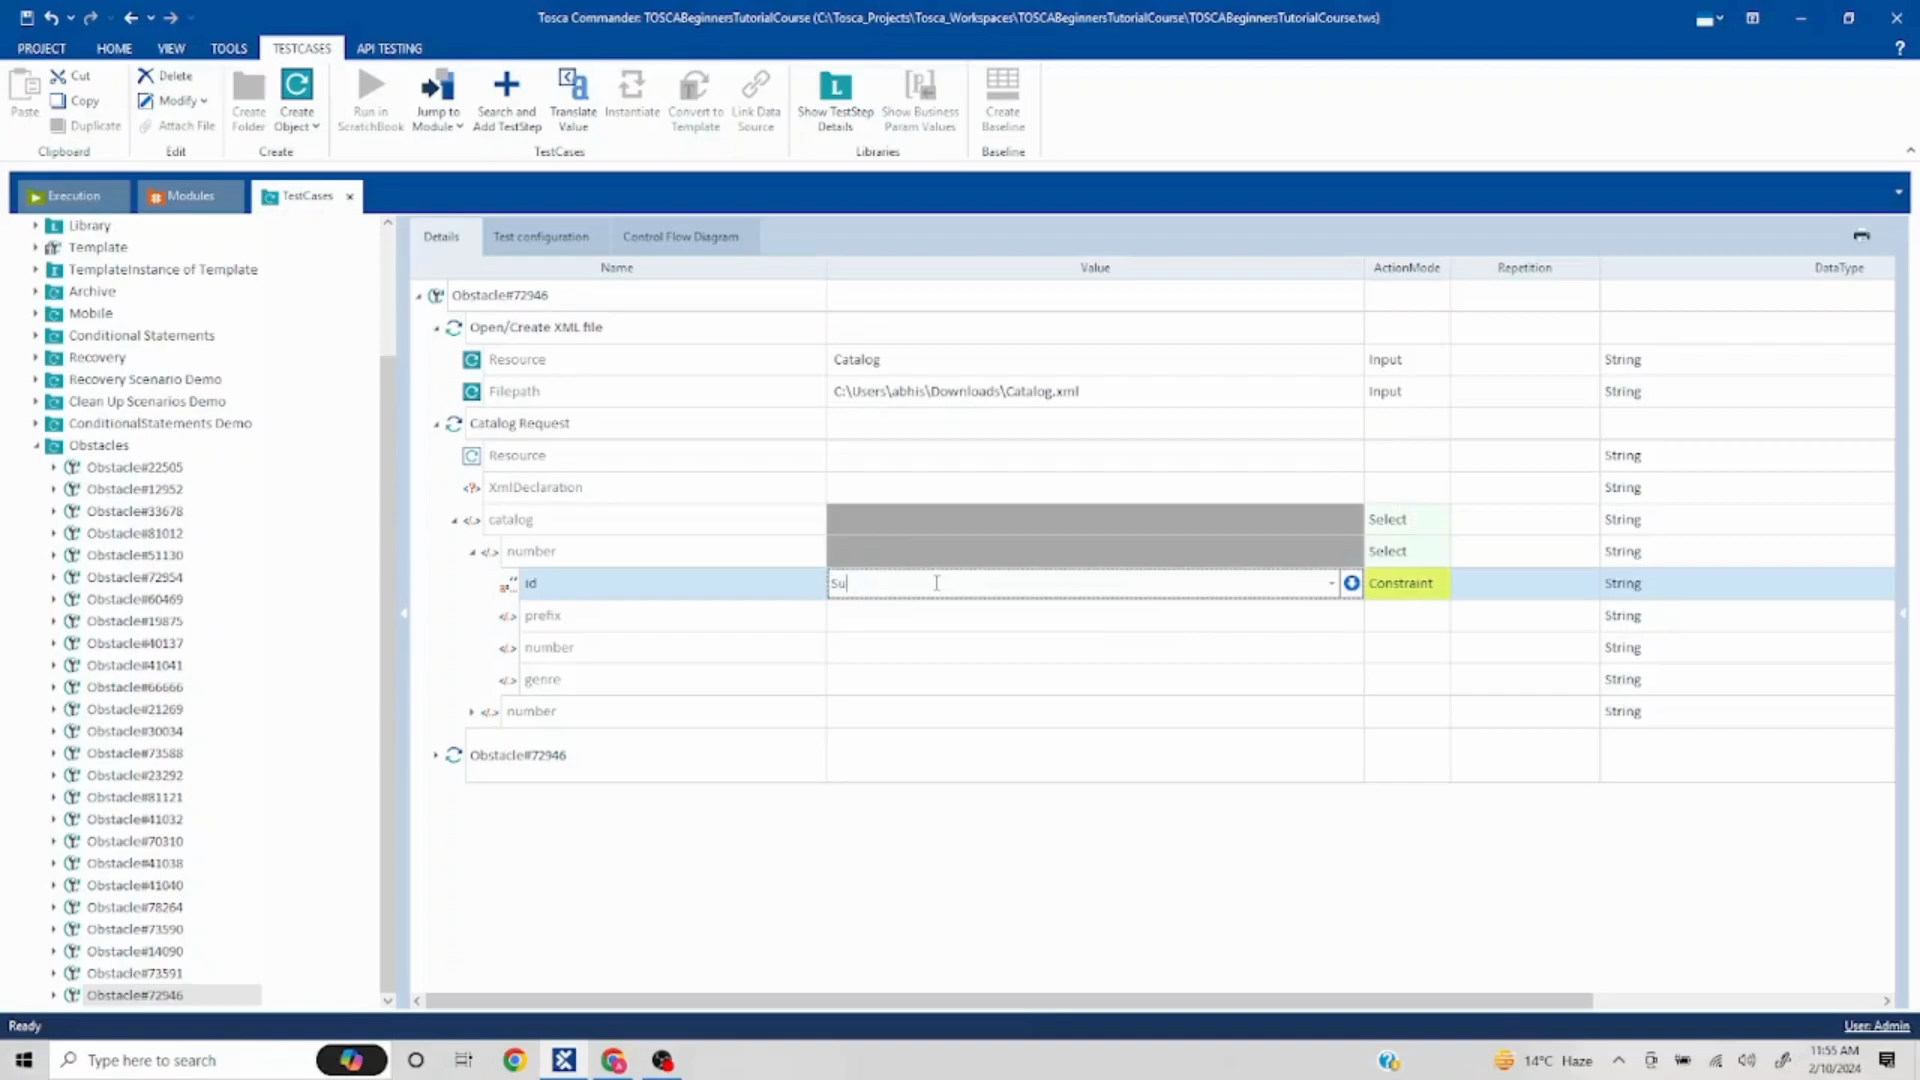 Tosca Commander: TOSCABeginnersTutorialCourse (C:\Tosca_Projects\Tosca_Workspaces\TOSCABeginnersTutorialCourse\TOSCABeginnersTutorialCourse.tws)
PROJECT HOME VIEW TOOLS TESTCASES API TESTING ?
Paste Cut Copy Duplicate
Delete Modify Attach File
Create Folder Create Object
Run in ScratchBook Jump to Module Search and Add TestStep Translate Value Instantiate Convert to Template Link Data Source
Show TestStep Details Show Business Param Values Create Baseline
Clipboard Edit Create TestCases Libraries Baseline
Execution Modules TestCases x
Library
Template
TemplateInstance of Template
Archive
Mobile
Conditional Statements
Recovery
Recovery Scenario Demo
Clean Up Scenarios Demo
ConditionalStatements Demo
Obstacles
Obstacle#22505
Obstacle#12952
Obstacle#33678
Obstacle#81012
Obstacle#51130
Obstacle#72954
Obstacle#60469
Obstacle#19875
Obstacle#40137
Obstacle#41041
Obstacle#66666
Obstacle#21269
Obstacle#30034
Obstacle#73588
Obstacle#23292
Obstacle#81121
Obstacle#41032
Obstacle#70310
Obstacle#41038
Obstacle#41040
Obstacle#78264
Obstacle#73590
Obstacle#14090
Obstacle#73591
Obstacle#72946
Details Test configuration Control Flow Diagram
Name Value ActionMode Repetition DataType
Obstacle#72946
Open/Create XML file
Resource Catalog Input String
Filepath C:\Users\abhis\Downloads\Catalog.xml Input String
Catalog Request
Resource String
XmlDeclaration String
catalog Select String
number Select String
id Su Constraint String
prefix String
number String
genre String
number String
Obstacle#72946
Ready User: Admin
Type here to search 14°C Haze 11:55 AM
2/10/2024